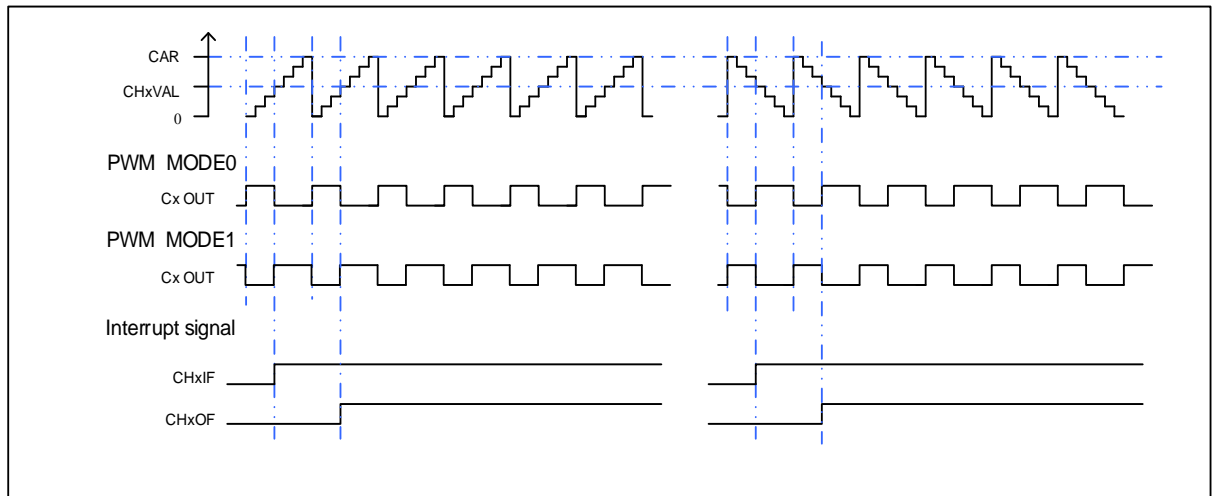 CAR
CHxVAL
0
PWM MODE0
Cx OUT
PWM MODE1
Cx OUT
Interrupt signal
CHxIF
CHxOF